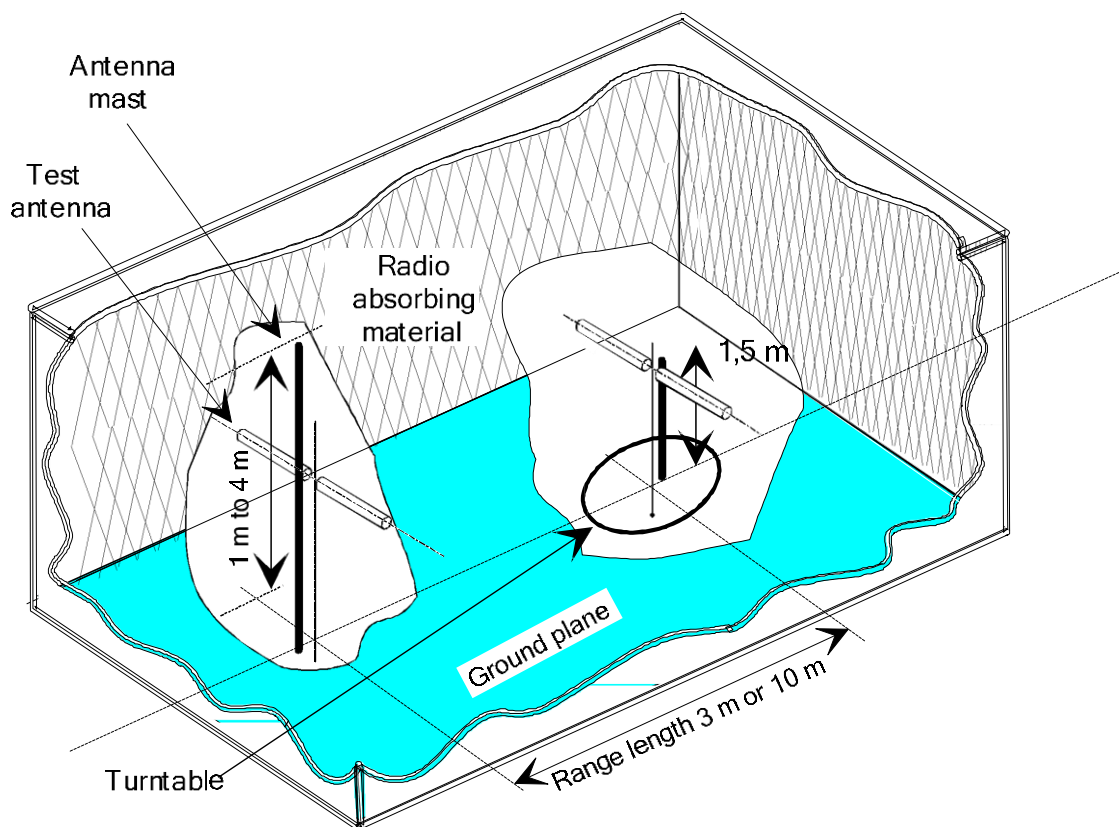 Antenna
mast
Test
antenna
Radio
absorbing
material
1,5 m
1 m to 4 m
Ground plane
Range length 3 m or 10 m
Turntable